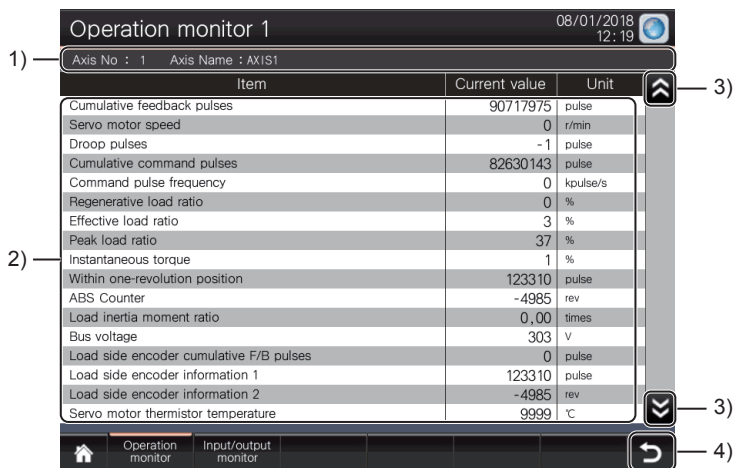 Operation monitor 1
08/01/2018
12:19
1)
Axis No : 1 Axis Name : AXIS1
Item Current value Unit
3)
Cumulative feedback pulses 90717975 pulse
Servo motor speed 0 r/min
Droop pulses -1 pulse
Cumulative command pulses 82630143 pulse
Command pulse frequency 0 kpulse/s
Regenerative load ratio 0 %
Effective load ratio 3 %
Peak load ratio 37 %
2)
Instantaneous torque 1 %
Within one-revolution position 123310 pulse
ABS Counter -4985 rev
Load inertia moment ratio 0,00 times
Bus voltage 303 V
Load side encoder cumulative F/B pulses 0 pulse
Load side encoder information 1 123310 pulse
Load side encoder information 2 -4985 rev
3)
Servo motor thermistor temperature 9999 ℃
Operation
monitor
Input/output
monitor
4)